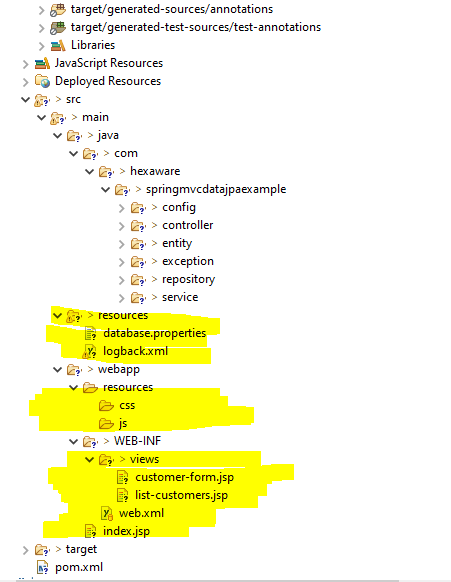 target/generated-sources/annotations
target/generated-test-sources/test-annotations
Libraries
JavaScript Resources
Deployed Resources
> src
> main
> java
> com
> hexaware
> springmvcdatajpaexample
> config
> controller
> entity
> exception
> repository
> service
> resources
database.properties
logback.xml
> webapp
resources
css
js
> WEB-INF
> views
customer-form.jsp
list-customers.jsp
web.xml
index.jsp
> target
pom.xml